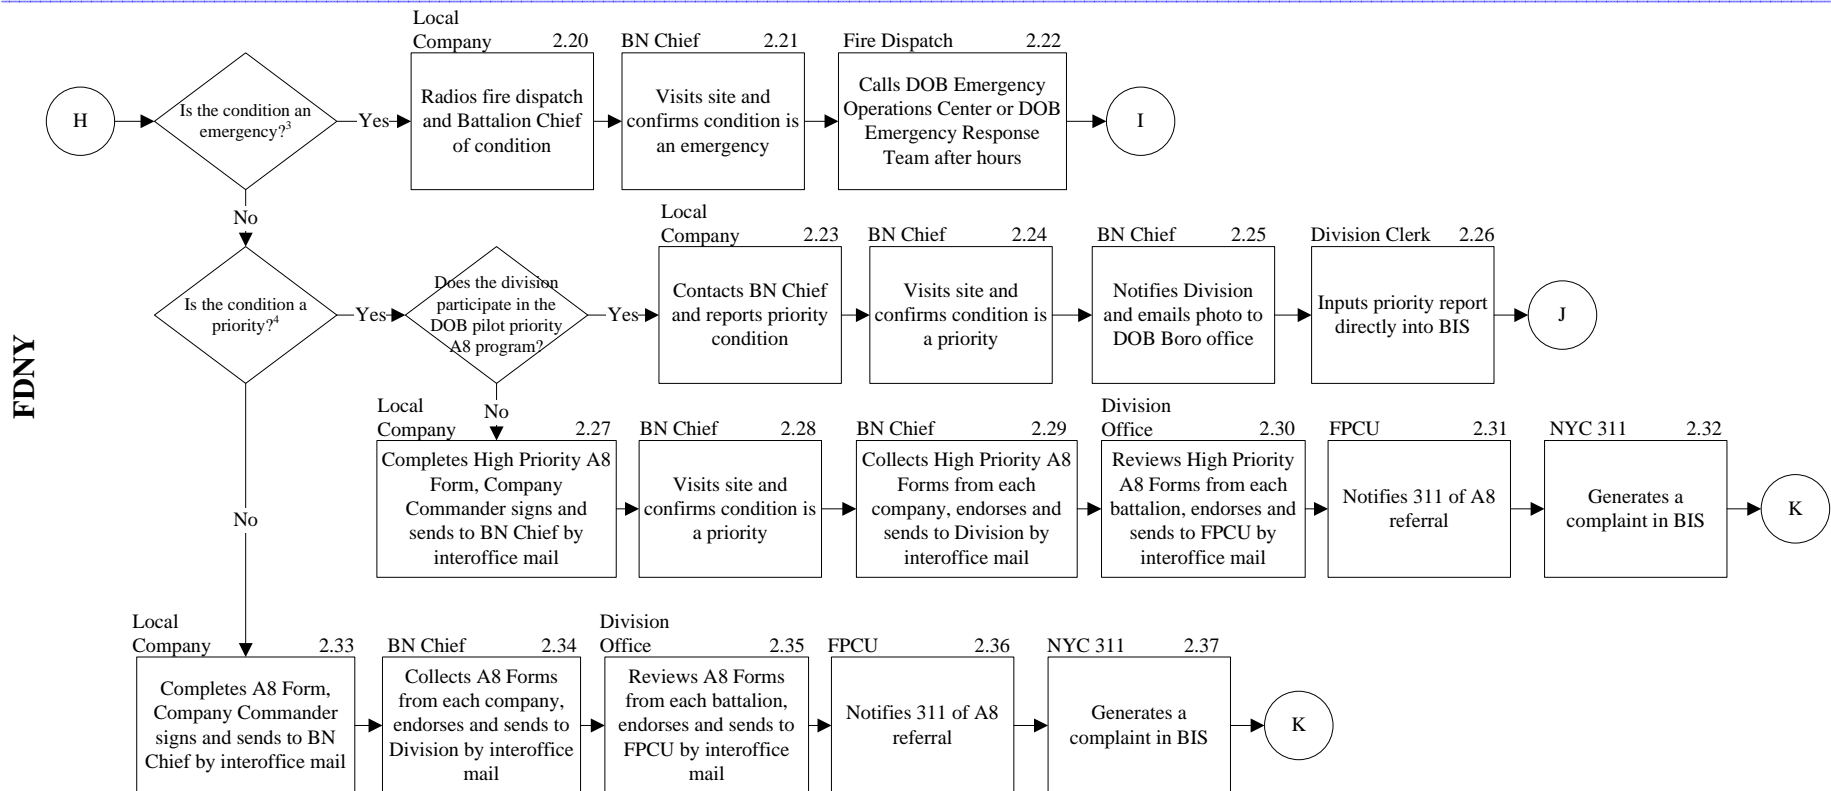 Local
Company 2.20
BN Chief 2.21
Fire Dispatch 2.22
H
Is the condition an
emergency?3
Yes
Radios fire dispatch
and Battalion Chief
of condition
Visits site and
confirms condition is
an emergency
Calls DOB Emergency
Operations Center or DOB
Emergency Response
Team after hours
I
No
Local
Company 2.23
BN Chief 2.24
BN Chief 2.25
Division Clerk 2.26
Is the condition a
priority?4
Yes
Does the division
participate in the
DOB pilot priority
A8 program?
Yes
Contacts BN Chief
and reports priority
condition
Visits site and
confirms condition is
a priority
Notifies Division
and emails photo to
DOB Boro office
Inputs priority report
directly into BIS
J
FDNY
No
Local
Company 2.27
BN Chief 2.28
BN Chief 2.29
Division
Office 2.30
FPCU 2.31
NYC 311 2.32
Completes High Priority A8
Form, Company
Commander signs and
sends to BN Chief by
interoffice mail
Visits site and
confirms condition is
a priority
Collects High Priority A8
Forms from each
company, endorses and
sends to Division by
interoffice mail
Reviews High Priority
A8 Forms from each
battalion, endorses and
sends to FPCU by
interoffice mail
Notifies 311 of A8
referral
Generates a
complaint in BIS
K
No
Local
Company 2.33
BN Chief 2.34
Division
Office 2.35
FPCU 2.36
NYC 311 2.37
Completes A8 Form,
Company Commander
signs and sends to BN
Chief by interoffice mail
Collects A8 Forms
from each company,
endorses and sends to
Division by interoffice
mail
Reviews A8 Forms
from each battalion,
endorses and sends to
FPCU by interoffice
mail
Notifies 311 of A8
referral
Generates a
complaint in BIS
K